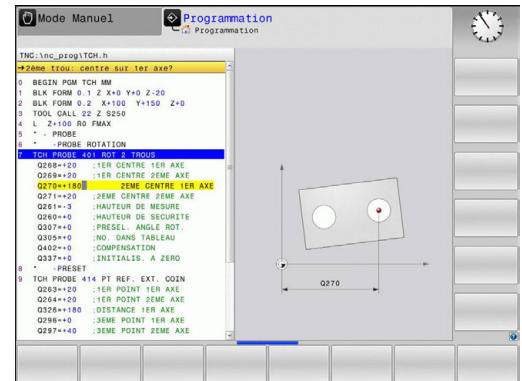 Mode Manuel
Programmation
Programmation
TNC:\nc_prog\TCH.h
→2ème trou: centre sur 1er axe?
0 BEGIN PGM TCH MM
1 BLK FORM 0.1 Z X+0 Y+0 Z-20
2 BLK FORM 0.2 X+100 Y+150 Z+0
3 TOOL CALL 22 Z S250
4 L Z+100 R0 FMAX
5 * - PROBE
6 * -PROBE ROTATION
7 TCH PROBE 401 ROT 2 TROUS
Q268=+20 ;1ER CENTRE 1ER AXE
Q269=+20 ;1ER CENTRE 2EME AXE
Q270=+180 2EME CENTRE 1ER AXE
Q271=+20 ;2EME CENTRE 2EME AXE
Q261=-3 ;HAUTEUR DE MESURE
Q260=+0 ;HAUTEUR DE SECURITE
Q307=+0 ;PRESEL. ANGLE ROT.
Q305=+0 ;NO. DANS TABLEAU
Q402=+0 ;COMPENSATION
Q337=+0 ;INITIALIS. A ZERO
8 * -PRESET
9 TCH PROBE 414 PT REF. EXT. COIN
Q263=+20 ;1ER POINT 1ER AXE
Q264=+20 ;1ER POINT 2EME AXE
Q326=+180 ;DISTANCE 1ER AXE
Q296=+0 ;3EME POINT 1ER AXE
Q297=+40 ;3EME POINT 2EME AXE
Q270